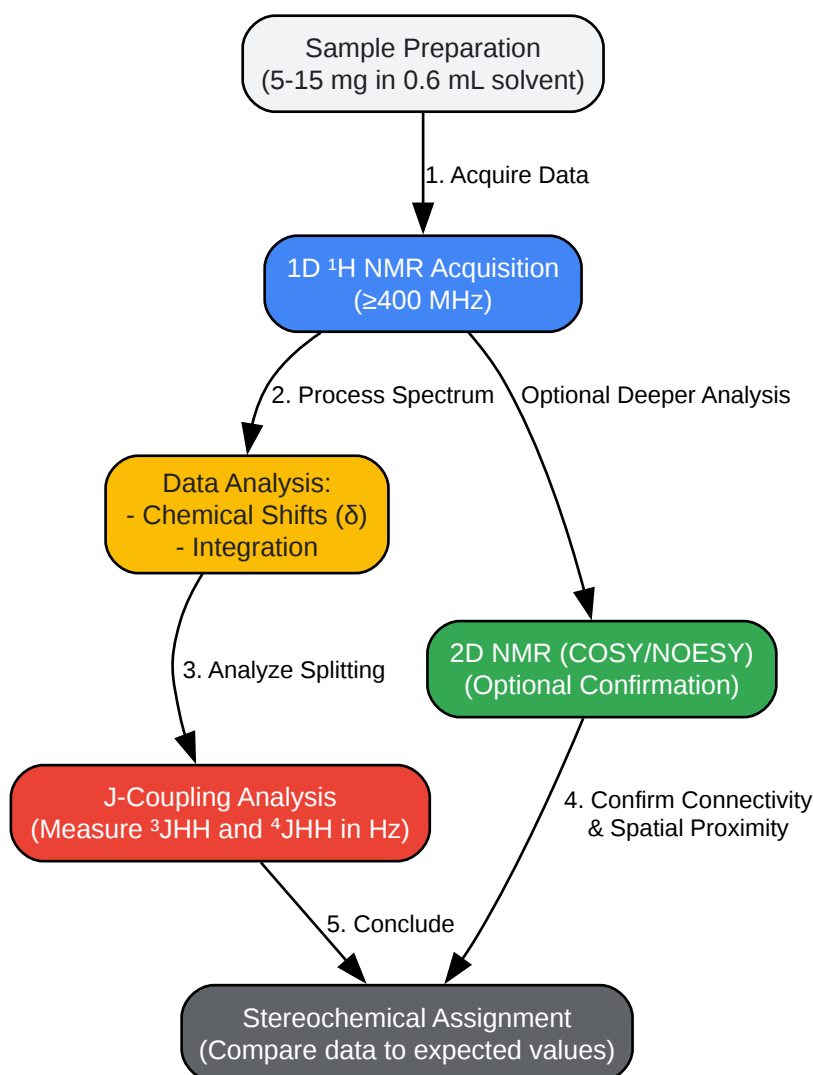 Sample Preparation
(5-15 mg in 0.6 mL solvent)
1. Acquire Data
1D ¹H NMR Acquisition
(≥400 MHz)
2. Process Spectrum
Optional Deeper Analysis
Data Analysis:
- Chemical Shifts (δ)
- Integration
3. Analyze Splitting
2D NMR (COSY/NOESY)
(Optional Confirmation)
J-Coupling Analysis
(Measure ³JHH and ⁴JHH in Hz)
4. Confirm Connectivity
& Spatial Proximity
5. Conclude
Stereochemical Assignment
(Compare data to expected values)